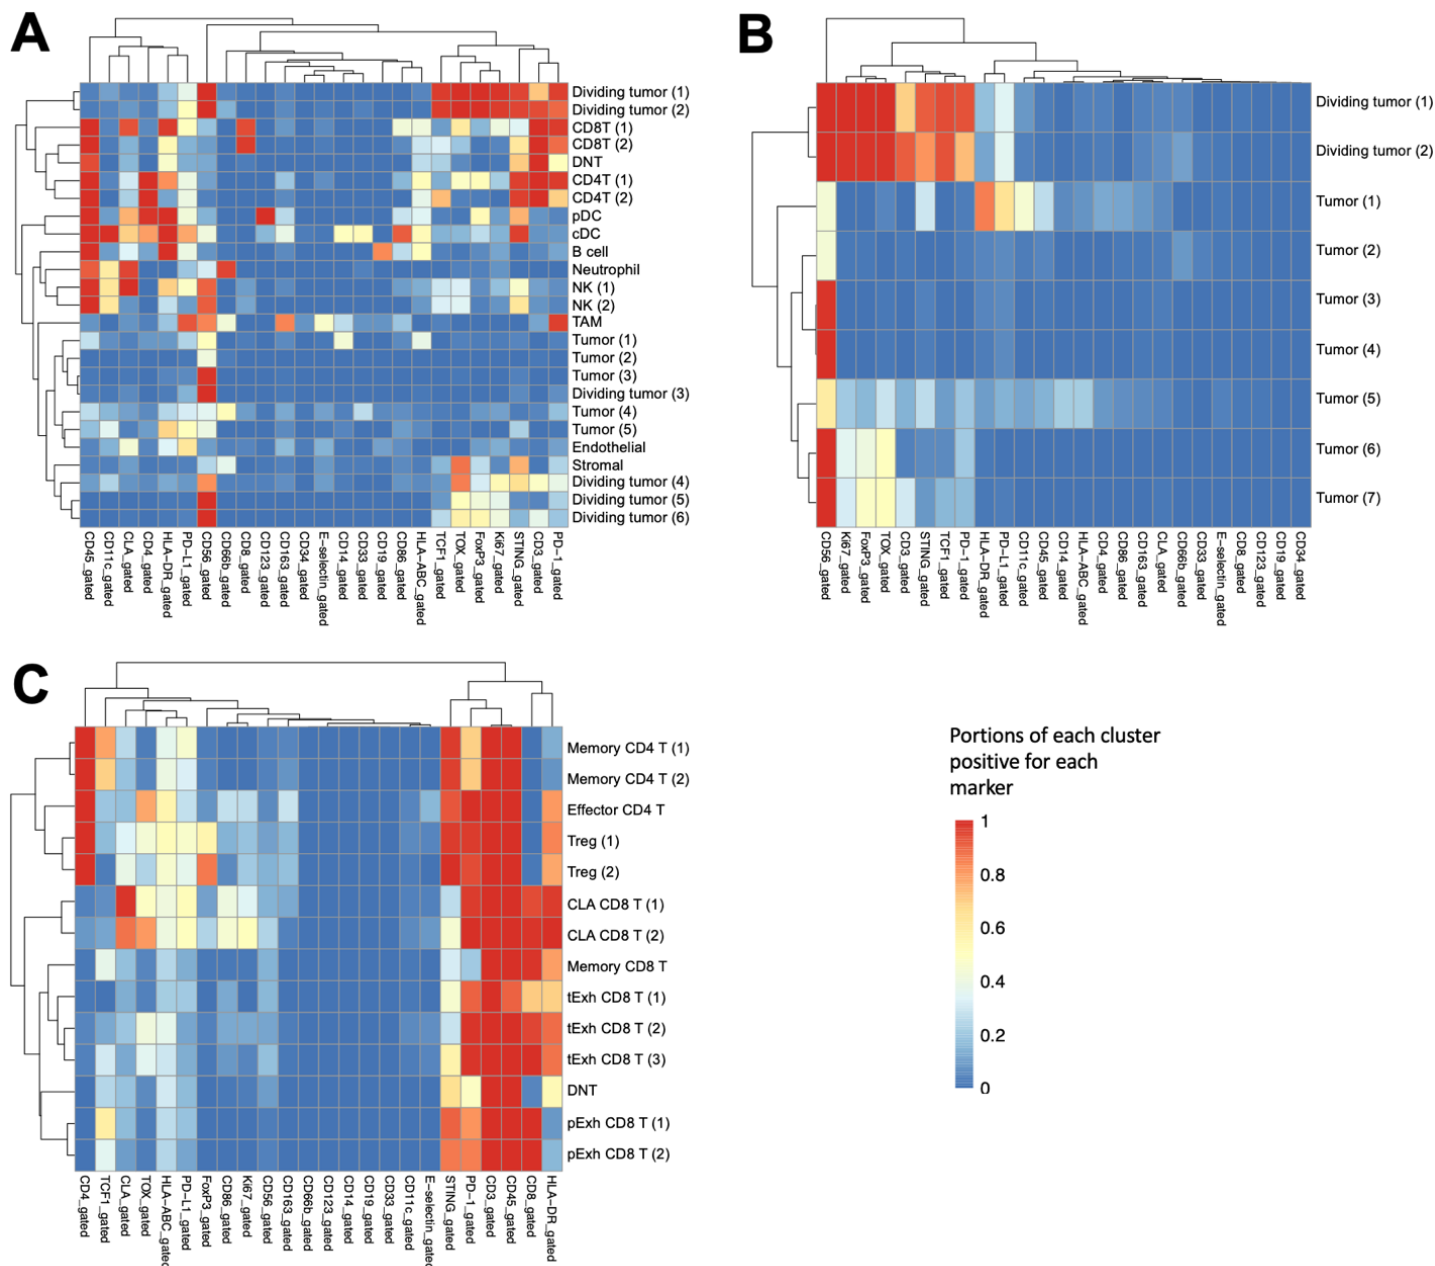 A
Dividing tumor (1)
Dividing tumor (2)
CD8T (1)
CD8T (2)
DNT
CD4T (1)
CD4T (2)
pDC
cDC
B cell
Neutrophil
NK (1)
NK (2)
TAM
Tumor (1)
Tumor (2)
Tumor (3)
Dividing tumor (3)
Tumor (4)
Tumor (5)
Endothelial
Stromal
Dividing tumor (4)
Dividing tumor (5)
Dividing tumor (6)
CD45_gated
CD11c_gated
CLA_gated
CD4_gated
HLA-DR_gated
PD-L1_gated
CD56_gated
CD66b_gated
CD8_gated
CD123_gated
CD163_gated
CD34_gated
E-selectin_gated
CD14_gated
CD33_gated
CD19_gated
CD86_gated
HLA-ABC_gated
TCF1_gated
TOX_gated
FoxP3_gated
Ki67_gated
STING_gated
CD3_gated
PD-1_gated
B
Dividing tumor (1)
Dividing tumor (2)
Tumor (1)
Tumor (2)
Tumor (3)
Tumor (4)
Tumor (5)
Tumor (6)
Tumor (7)
CD56_gated
Ki67_gated
FoxP3_gated
TOX_gated
CD3_gated
STING_gated
TCF1_gated
PD-1_gated
HLA-DR_gated
PD-L1_gated
CD11c_gated
CD45_gated
CD14_gated
HLA-ABC_gated
CD4_gated
CD86_gated
CD163_gated
CLA_gated
CD66b_gated
CD33_gated
E-selectin_gated
CD8_gated
CD123_gated
CD19_gated
CD34_gated
C
Memory CD4 T (1)
Memory CD4 T (2)
Effector CD4 T
Treg (1)
Treg (2)
CLA CD8 T (1)
CLA CD8 T (2)
Memory CD8 T
tExh CD8 T (1)
tExh CD8 T (2)
tExh CD8 T (3)
DNT
pExh CD8 T (1)
pExh CD8 T (2)
CD4_gated
TCF1_gated
CLA_gated
TOX_gated
HLA-ABC_gated
PD-L1_gated
FoxP3_gated
CD86_gated
Ki67_gated
CD56_gated
CD163_gated
CD66b_gated
CD123_gated
CD14_gated
CD19_gated
CD33_gated
CD11c_gated
E-selectin_gated
STING_gated
PD-1_gated
CD3_gated
CD45_gated
CD8_gated
HLA-DR_gated
Portions of each cluster
positive for each
marker
1
0.8
0.6
0.4
0.2
0